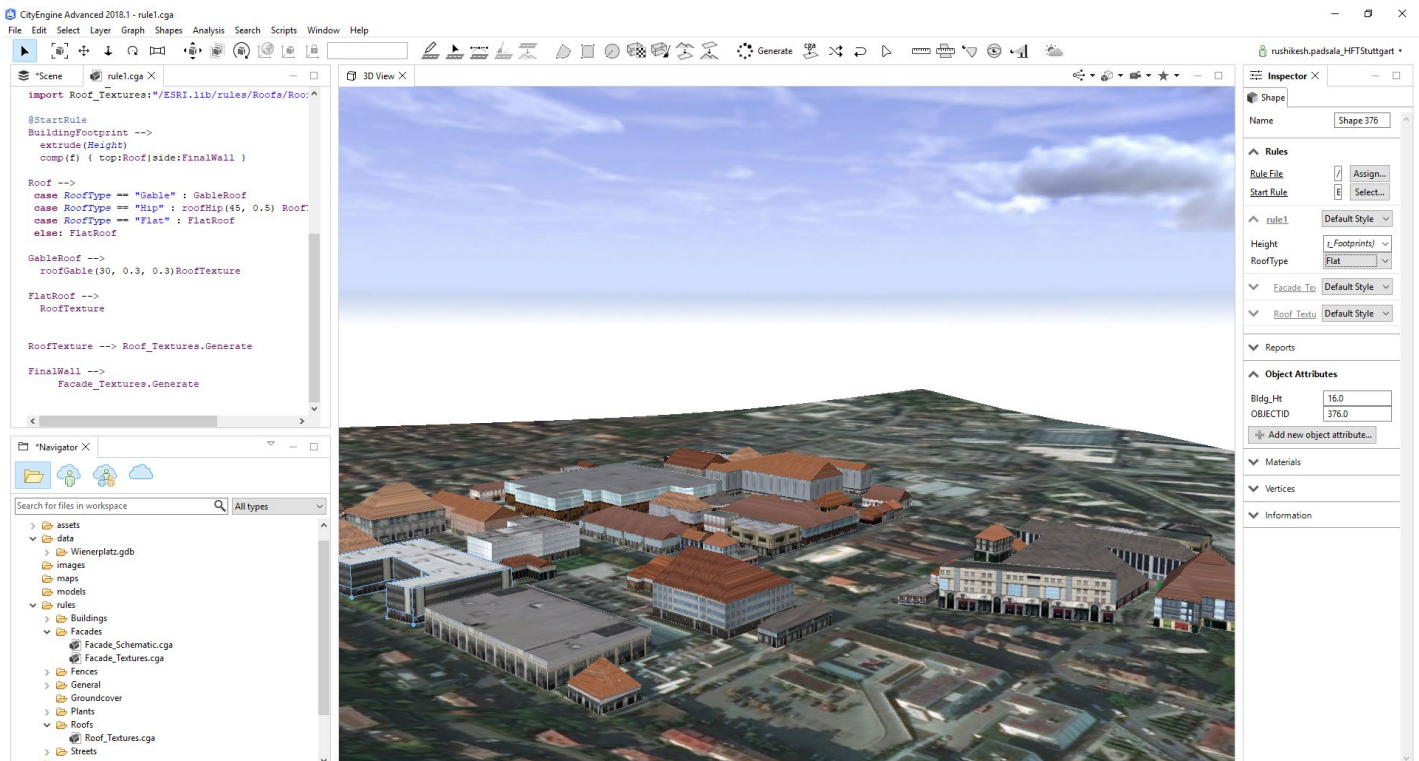 CityEngine Advanced 2018.1 - rule1.cga
File Edit Select Layer Graph Shapes Analysis Search Scripts Window Help
Generate
rushikesh.padsala_HFTStuttgart
*Scene
rule1.cga
import Roof_Textures:"/ESRI.lib/rules/Roofs/Roo
@StartRule
BuildingFootprint -->
extrude(Height)
comp(f) { top:Roof|side:FinalWall }
Roof -->
case RoofType == "Gable" : GableRoof
case RoofType == "Hip" : roofHip(45, 0.5) Roof
case RoofType == "Flat" : FlatRoof
else: FlatRoof
GableRoof -->
roofGable(30, 0.3, 0.3)RoofTexture
FlatRoof -->
RoofTexture
RoofTexture --> Roof_Textures.Generate
FinalWall -->
Facade_Textures.Generate
*Navigator
Search for files in workspace
All types
assets
data
Wienerplatz.gdb
images
maps
models
rules
Buildings
Facades
Facade_Schematic.cga
Facade_Textures.cga
Fences
General
Groundcover
Plants
Roofs
Roof_Textures.cga
Streets
3D View
Inspector
Shape
Name Shape 376
Rules
Rule File / Assign...
Start Rule E Select...
rule1 Default Style
Height _Footprints)
RoofType Flat
Facade_Te Default Style
Roof_Textu Default Style
Reports
Object Attributes
Bldg_Ht 16.0
OBJECTID 376.0
Add new object attribute...
Materials
Vertices
Information